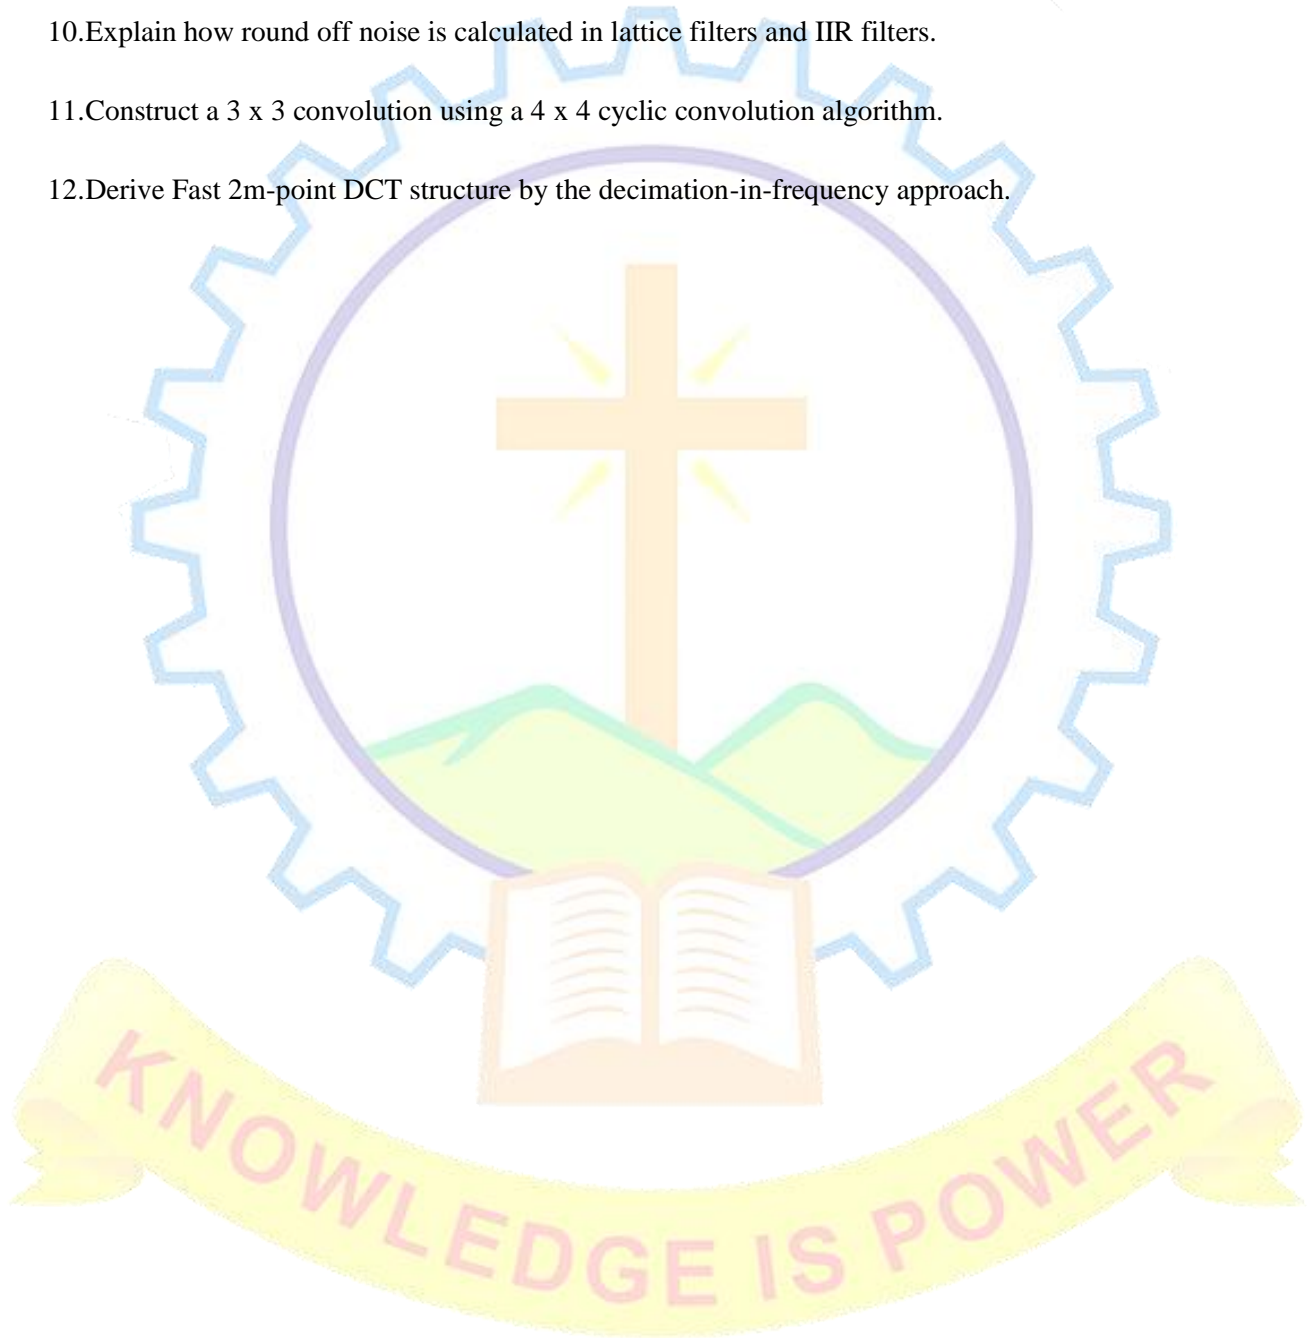 10.Explain how round off noise is calculated in lattice filters and IIR filters.
11.Construct a 3 x 3 convolution using a 4 x 4 cyclic convolution algorithm.
12.Derive Fast 2m-point DCT structure by the decimation-in-frequency approach.
KNOWLEDGE IS POWER